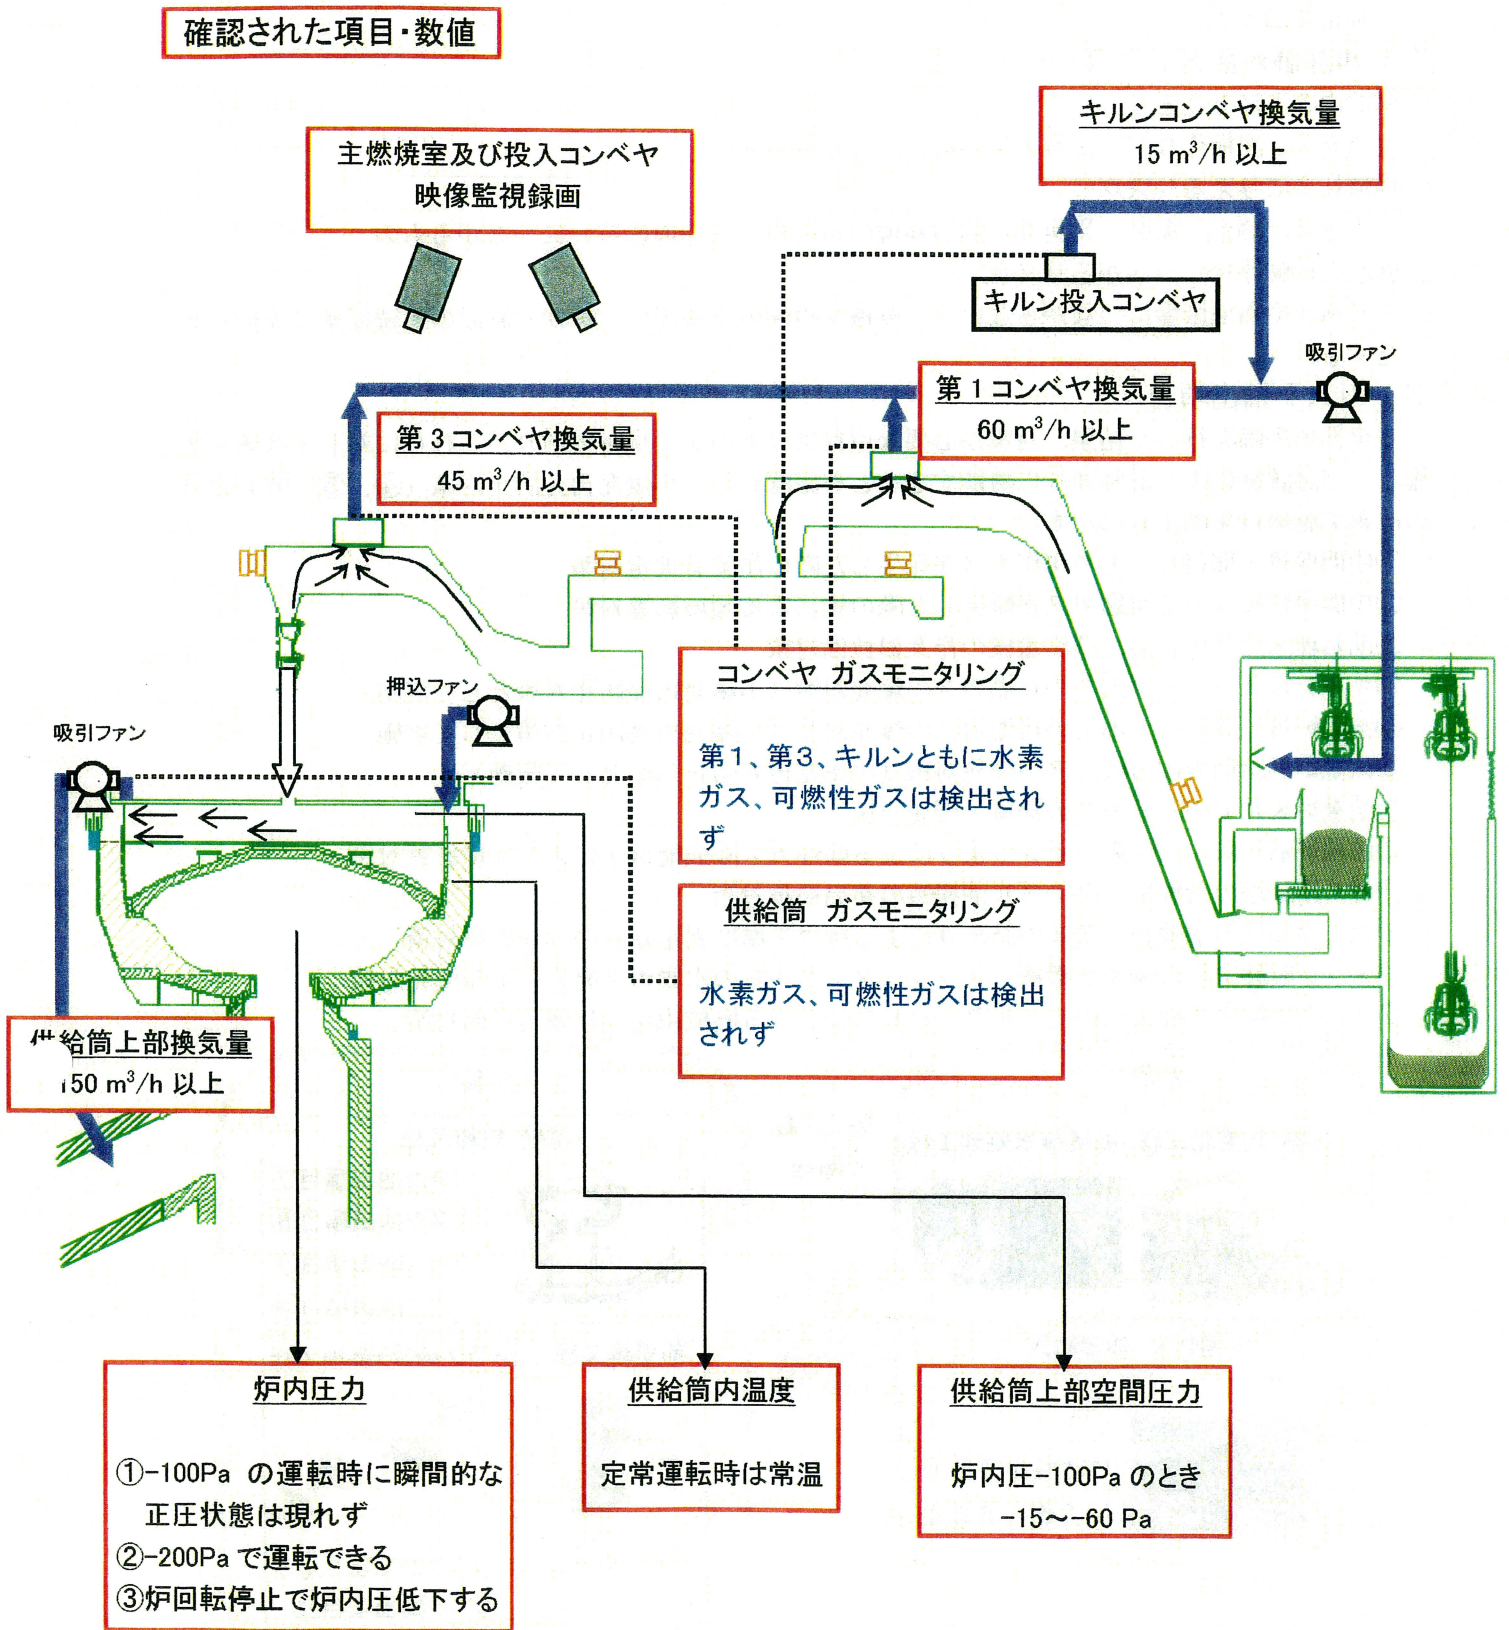 確認された項目・数値
キルンコンベヤ換気量
15 m³/h 以上
主燃焼室及び投入コンベヤ
映像監視録画
キルン投入コンベヤ
吸引ファン
第1コンベヤ換気量
60 m³/h 以上
第3コンベヤ換気量
45 m³/h 以上
コンベヤ ガスモニタリング
第1、第3、キルンともに水素
ガス、可燃性ガスは検出され
ず
押込ファン
吸引ファン
供給筒 ガスモニタリング
水素ガス、可燃性ガスは検出
されず
供給筒上部換気量
150 m³/h 以上
炉内圧力
①-100Pa の運転時に瞬間的な
正圧状態は現れず
②-200Pa で運転できる
③炉回転停止で炉内圧低下する
供給筒内温度
定常運転時は常温
供給筒上部空間圧力
炉内圧-100Pa のとき
-15～-60 Pa